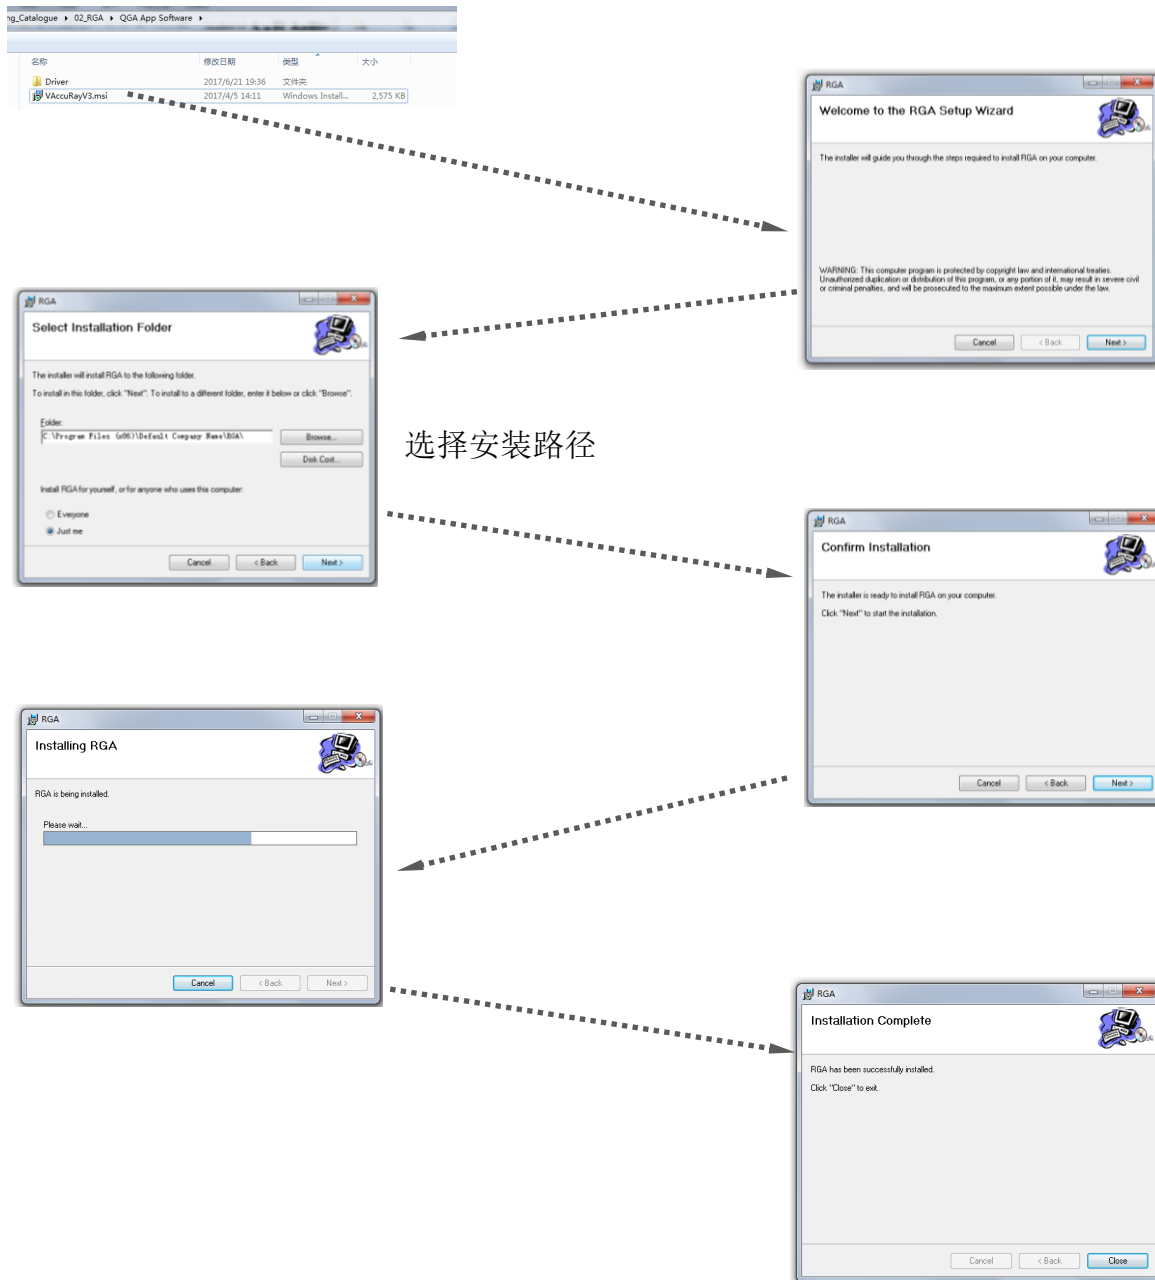 ng_Catalogue ▸ 02_RGA ▸ QGA App Software ▸
名称 修改日期 类型 大小
Driver 2017/6/21 19:36 文件夹
VAccuRayV3.msi 2017/4/5 14:11 Windows Install... 2,575 KB
RGA
Welcome to the RGA Setup Wizard
The installer will guide you through the steps required to install RGA on your computer.
WARNING: This computer program is protected by copyright law and international treaties.
Unauthorized duplication or distribution of this program, or any portion of it, may result in severe civil
or criminal penalties, and will be prosecuted to the maximum extent possible under the law.
Cancel < Back Next >
RGA
Select Installation Folder
The installer will install RGA to the following folder.
To install in this folder, click "Next". To install to a different folder, enter it below or click "Browse".
Folder:
C:\Program Files (x86)\Default Company Name\RGA\ Browse...
Disk Cost...
Install RGA for yourself, or for anyone who uses this computer:
Everyone
Just me
Cancel < Back Next >
选择安装路径
RGA
Confirm Installation
The installer is ready to install RGA on your computer.
Click "Next" to start the installation.
Cancel < Back Next >
RGA
Installing RGA
RGA is being installed.
Please wait...
Cancel < Back Next >
RGA
Installation Complete
RGA has been successfully installed.
Click "Close" to exit.
Cancel < Back Close